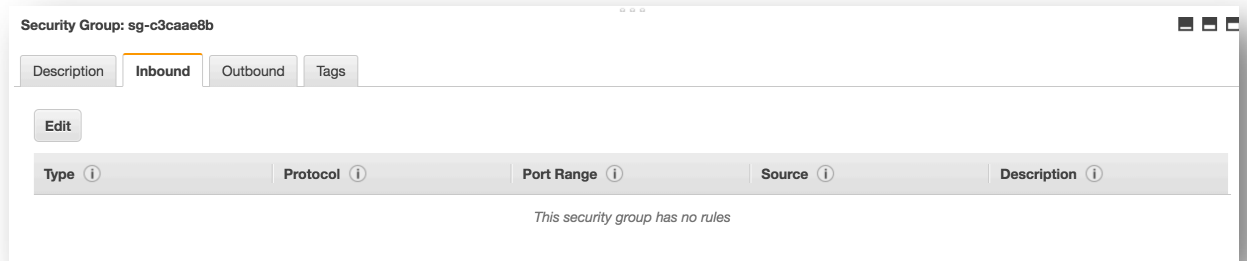 Security Group: sg-c3caae8b
Description Inbound Outbound Tags
Edit
Type Protocol Port Range Source Description
This security group has no rules